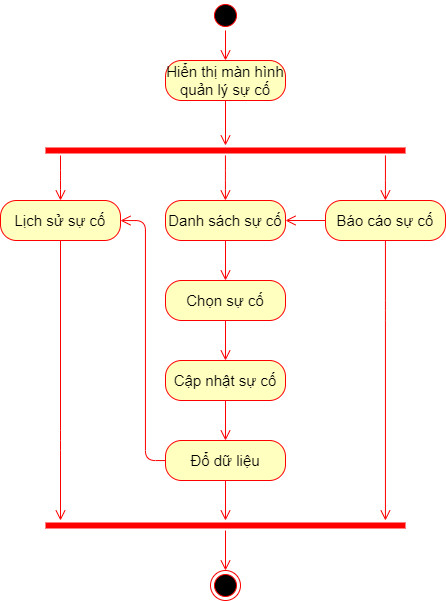 Hiển thị màn hình
quản lý sự cố
Lịch sử sự cố
Danh sách sự cố
Báo cáo sự cố
Chọn sự cố
Cập nhật sự cố
Đổ dữ liệu